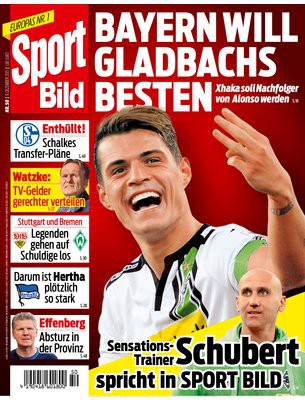 EUROPAS NR. 1
Sport
Bild
BAYERN WILL
GLADBACHS
BESTEN
Xhaka soll Nachfolger
von Alonso werden
Enthüllt!
Schalkes
Transfer-Pläne
Watzke:
TV-Gelder
gerechter verteilen
Stuttgart und Bremen
Legenden
gehen auf
Schuldige los
Darum ist Hertha
plötzlich
so stark
Effenberg
Absturz in
der Provinz
Sensations-
Trainer Schubert
spricht in SPORT BILD